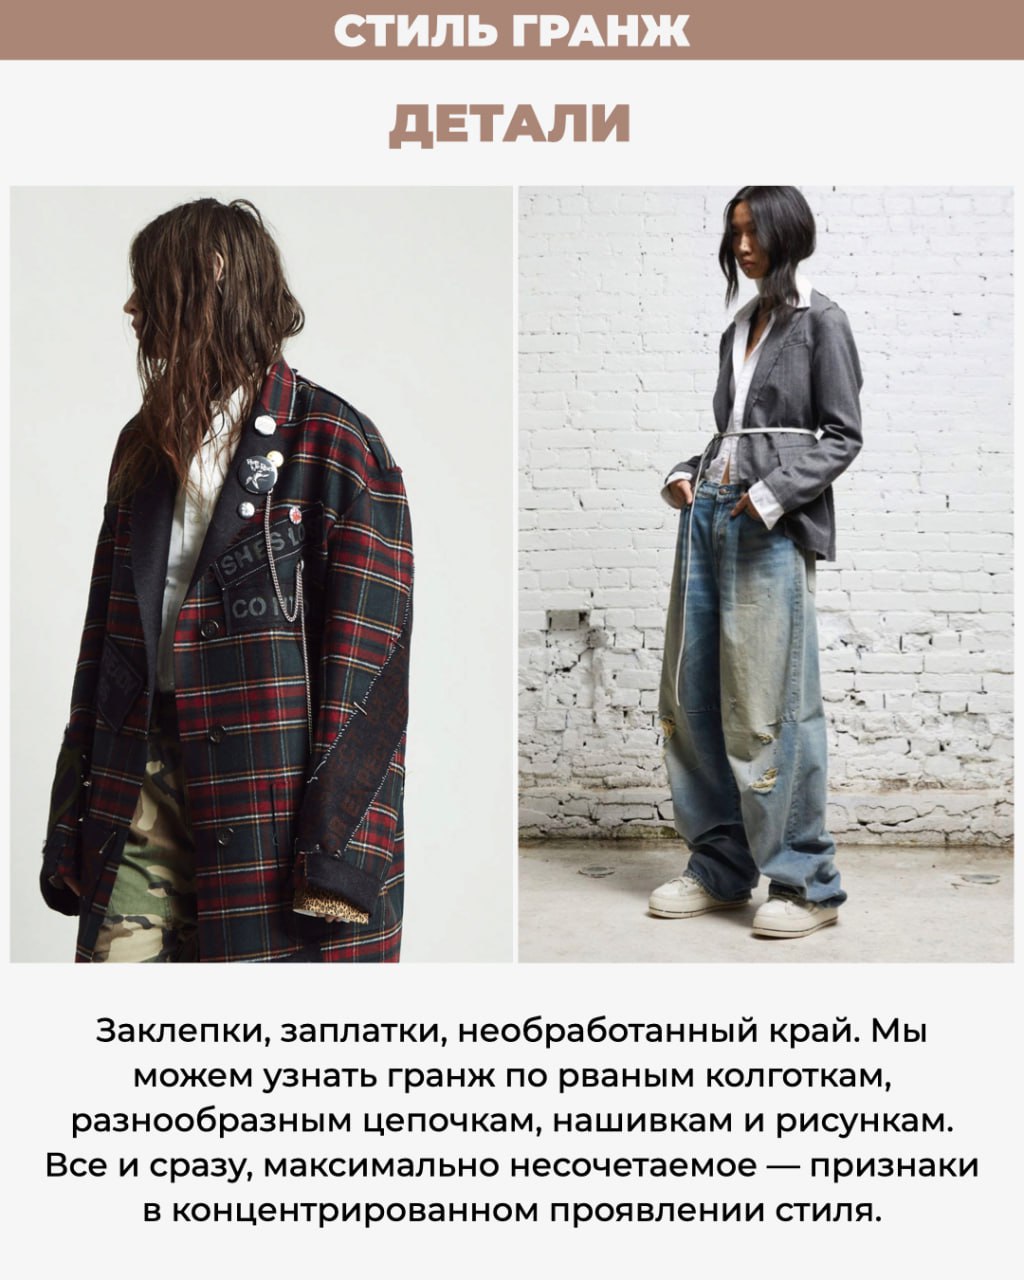 СТИЛЬ ГРАНЖ
ДЕТАЛИ
Заклепки, заплатки, необработанный край. Мы
можем узнать гранж по рваным колготкам,
разнообразным цепочкам, нашивкам и рисункам.
Все и сразу, максимально несочетаемое — признаки
в концентрированном проявлении стиля.